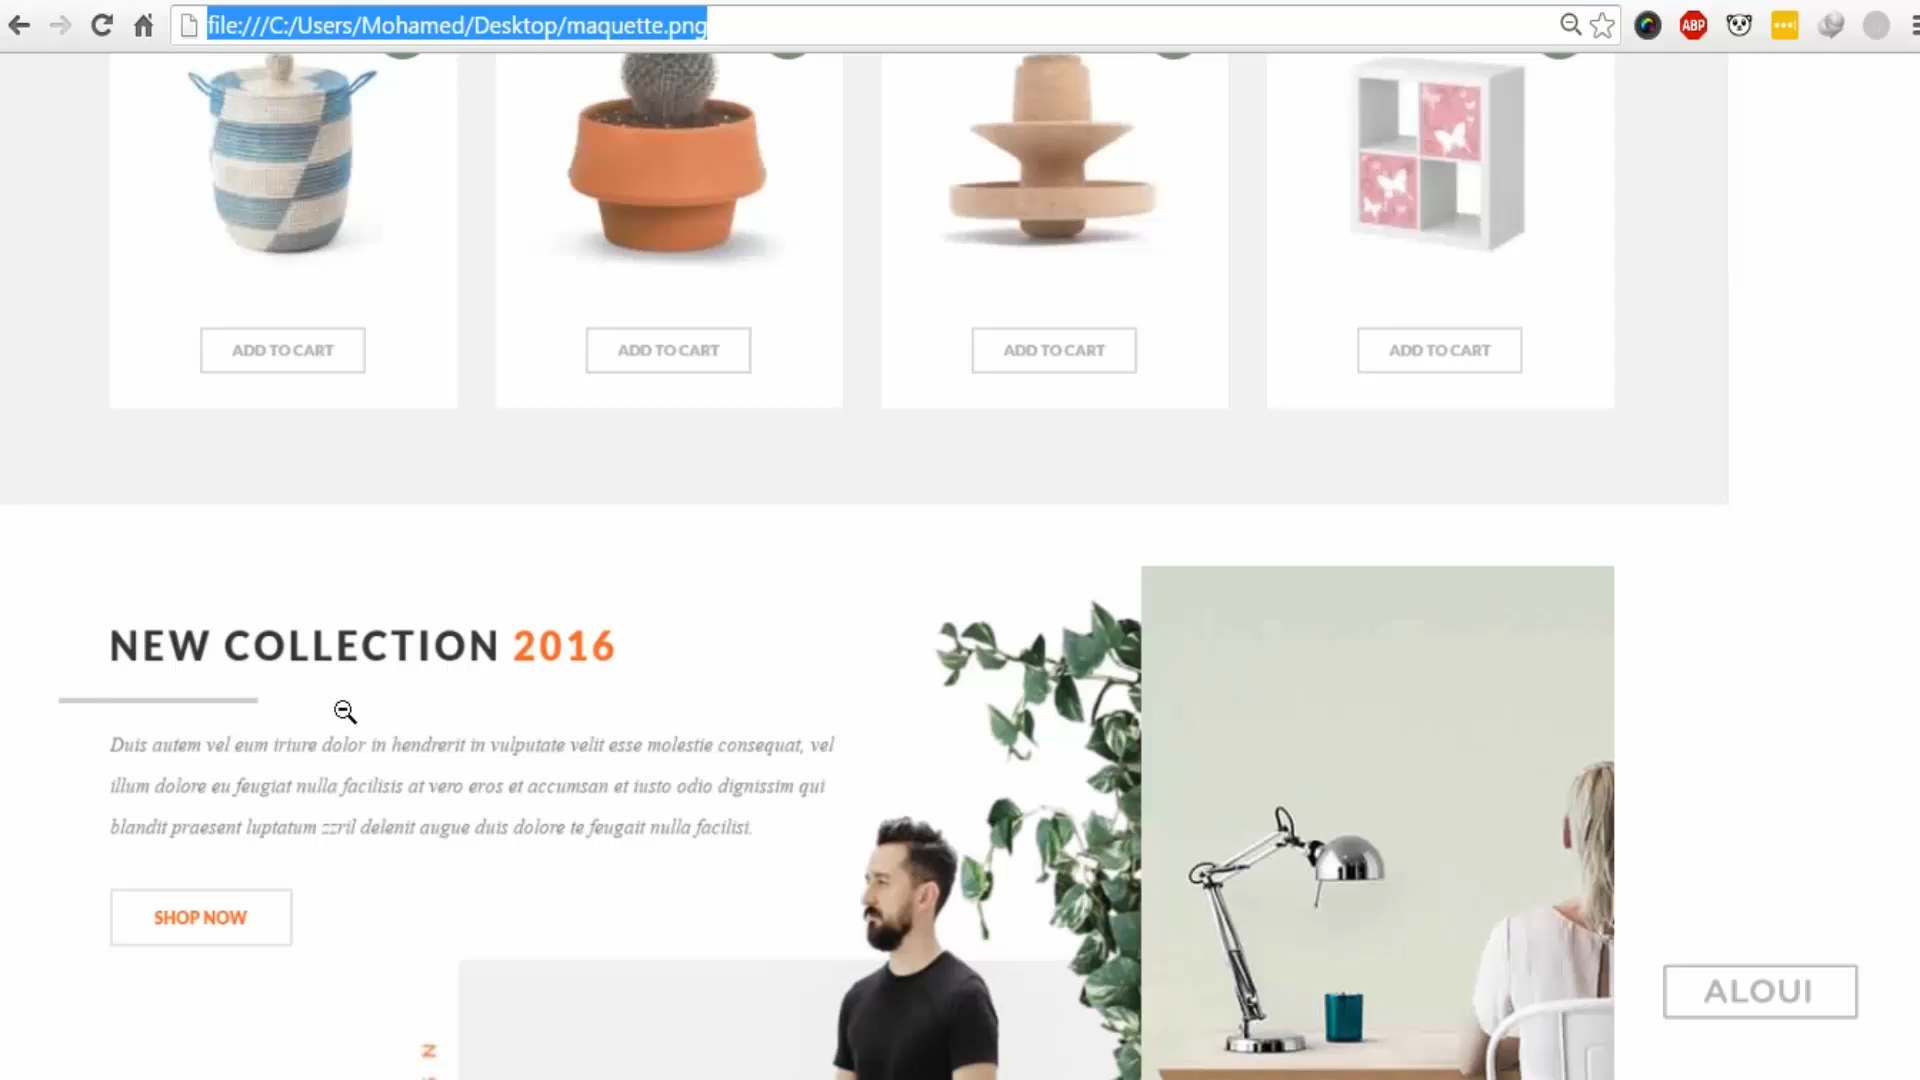 file:///C:/Users/Mohamed/Desktop/maquette.png
ABP
ADD TO CART
ADD TO CART
ADD TO CART
ADD TO CART
NEW COLLECTION 2016
Duis autem vel eum iriure dolor in hendrerit in vulputate velit esse molestie consequat, vel
illum dolore eu feugiat nulla facilisis at vero eros et accumsan et iusto odio dignissim qui
blandit praesent luptatum zzril delenit augue duis dolore te feugait nulla facilisi.
SHOP NOW
ALOUI
N